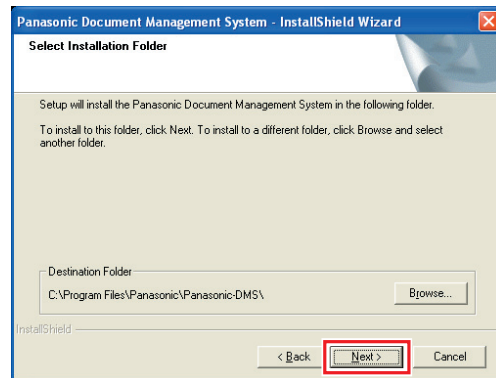 Panasonic Document Management System - InstallShield Wizard
Select Installation Folder
Setup will install the Panasonic Document Management System in the following folder.
To install to this folder, click Next. To install to a different folder, click Browse and select
another folder.
Destination Folder
C:\Program Files\Panasonic\Panasonic-DMS\
Browse...
InstallShield
< Back
Next >
Cancel